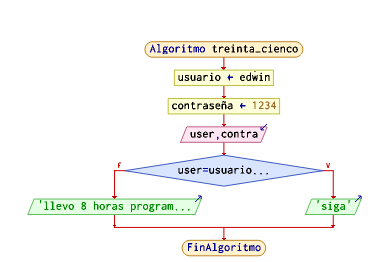 Algoritmo treinta_cienco
usuario ← edwin
contraseña ← 1234
user,contra
user=usuario...
F
V
'llevo 8 horas program...
'siga'
FinAlgoritmo